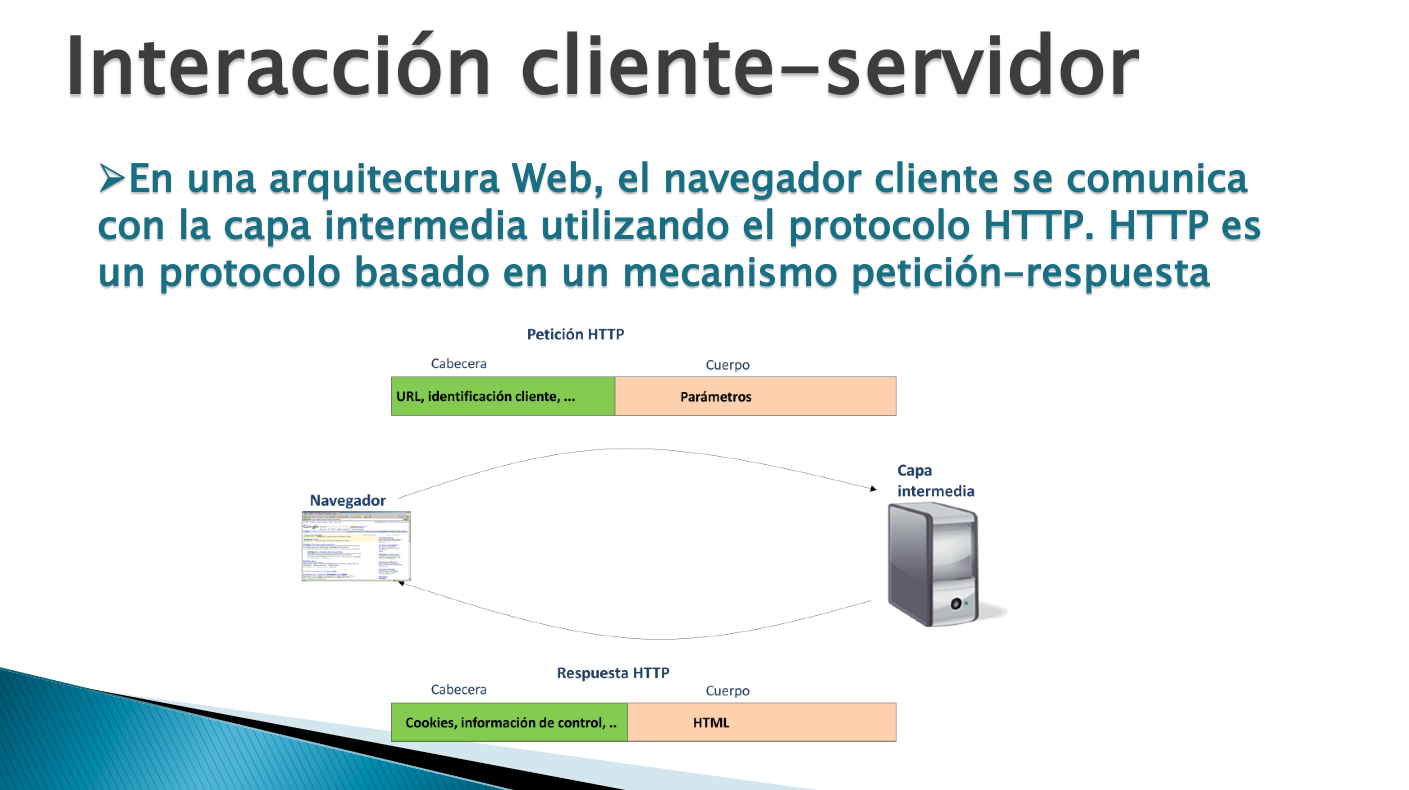 Interacción cliente-servidor
➢En una arquitectura Web, el navegador cliente se comunica
con la capa intermedia utilizando el protocolo HTTP. HTTP es
un protocolo basado en un mecanismo petición-respuesta
Petición HTTP
Cabecera
Cuerpo
URL, identificación cliente, ...
Parámetros
Capa
intermedia
Navegador
Google
Respuesta HTTP
Cabecera
Cuerpo
Cookies, información de control, ..
HTML